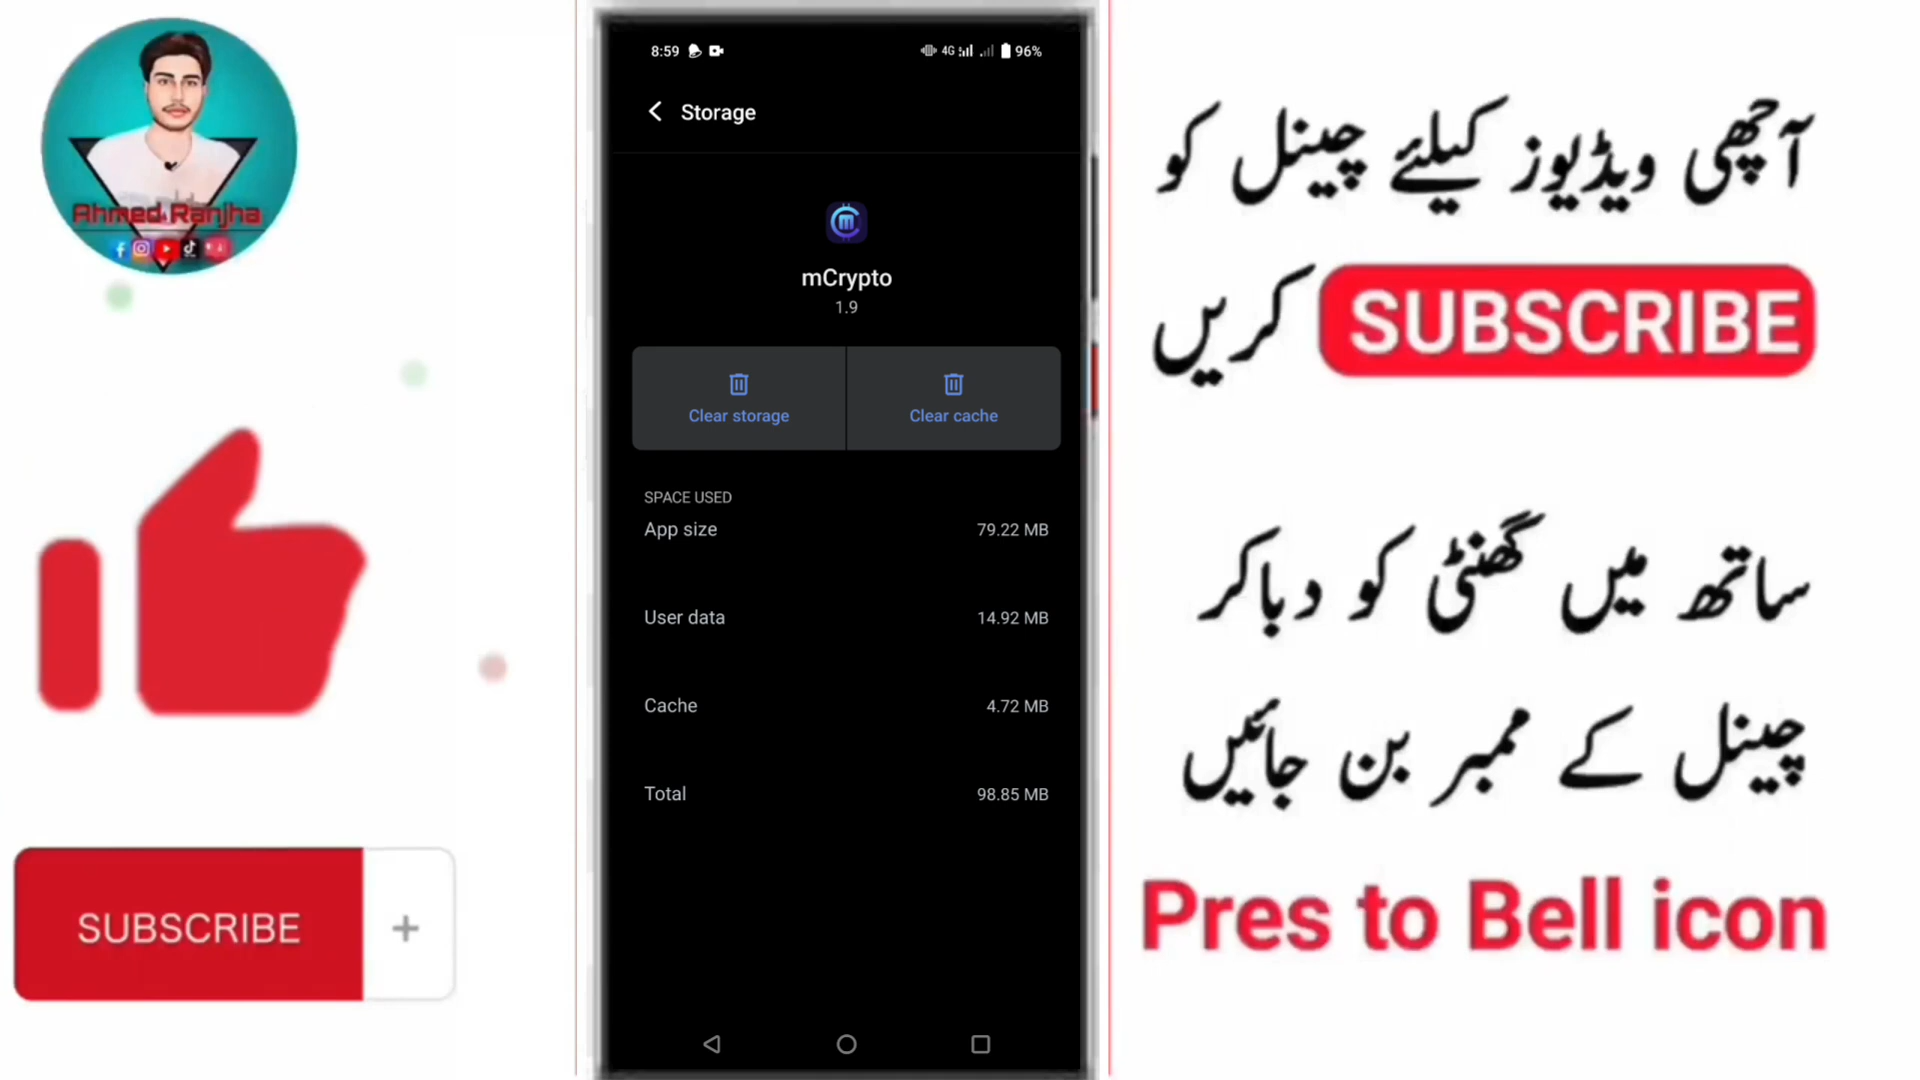 Ahmed Ranjha
SUBSCRIBE +
8:59
4G
96%
Storage
mCrypto
1.9
Clear storage
Clear cache
SPACE USED
App size 79.22 MB
User data 14.92 MB
Cache 4.72 MB
Total 98.85 MB
آچھی ویڈیوز کیلئے چینل کو
SUBSCRIBE کریں
ساتھ میں گھنٹی کو دباکر
چینل کے ممبر بن جائیں
Pres to Bell icon